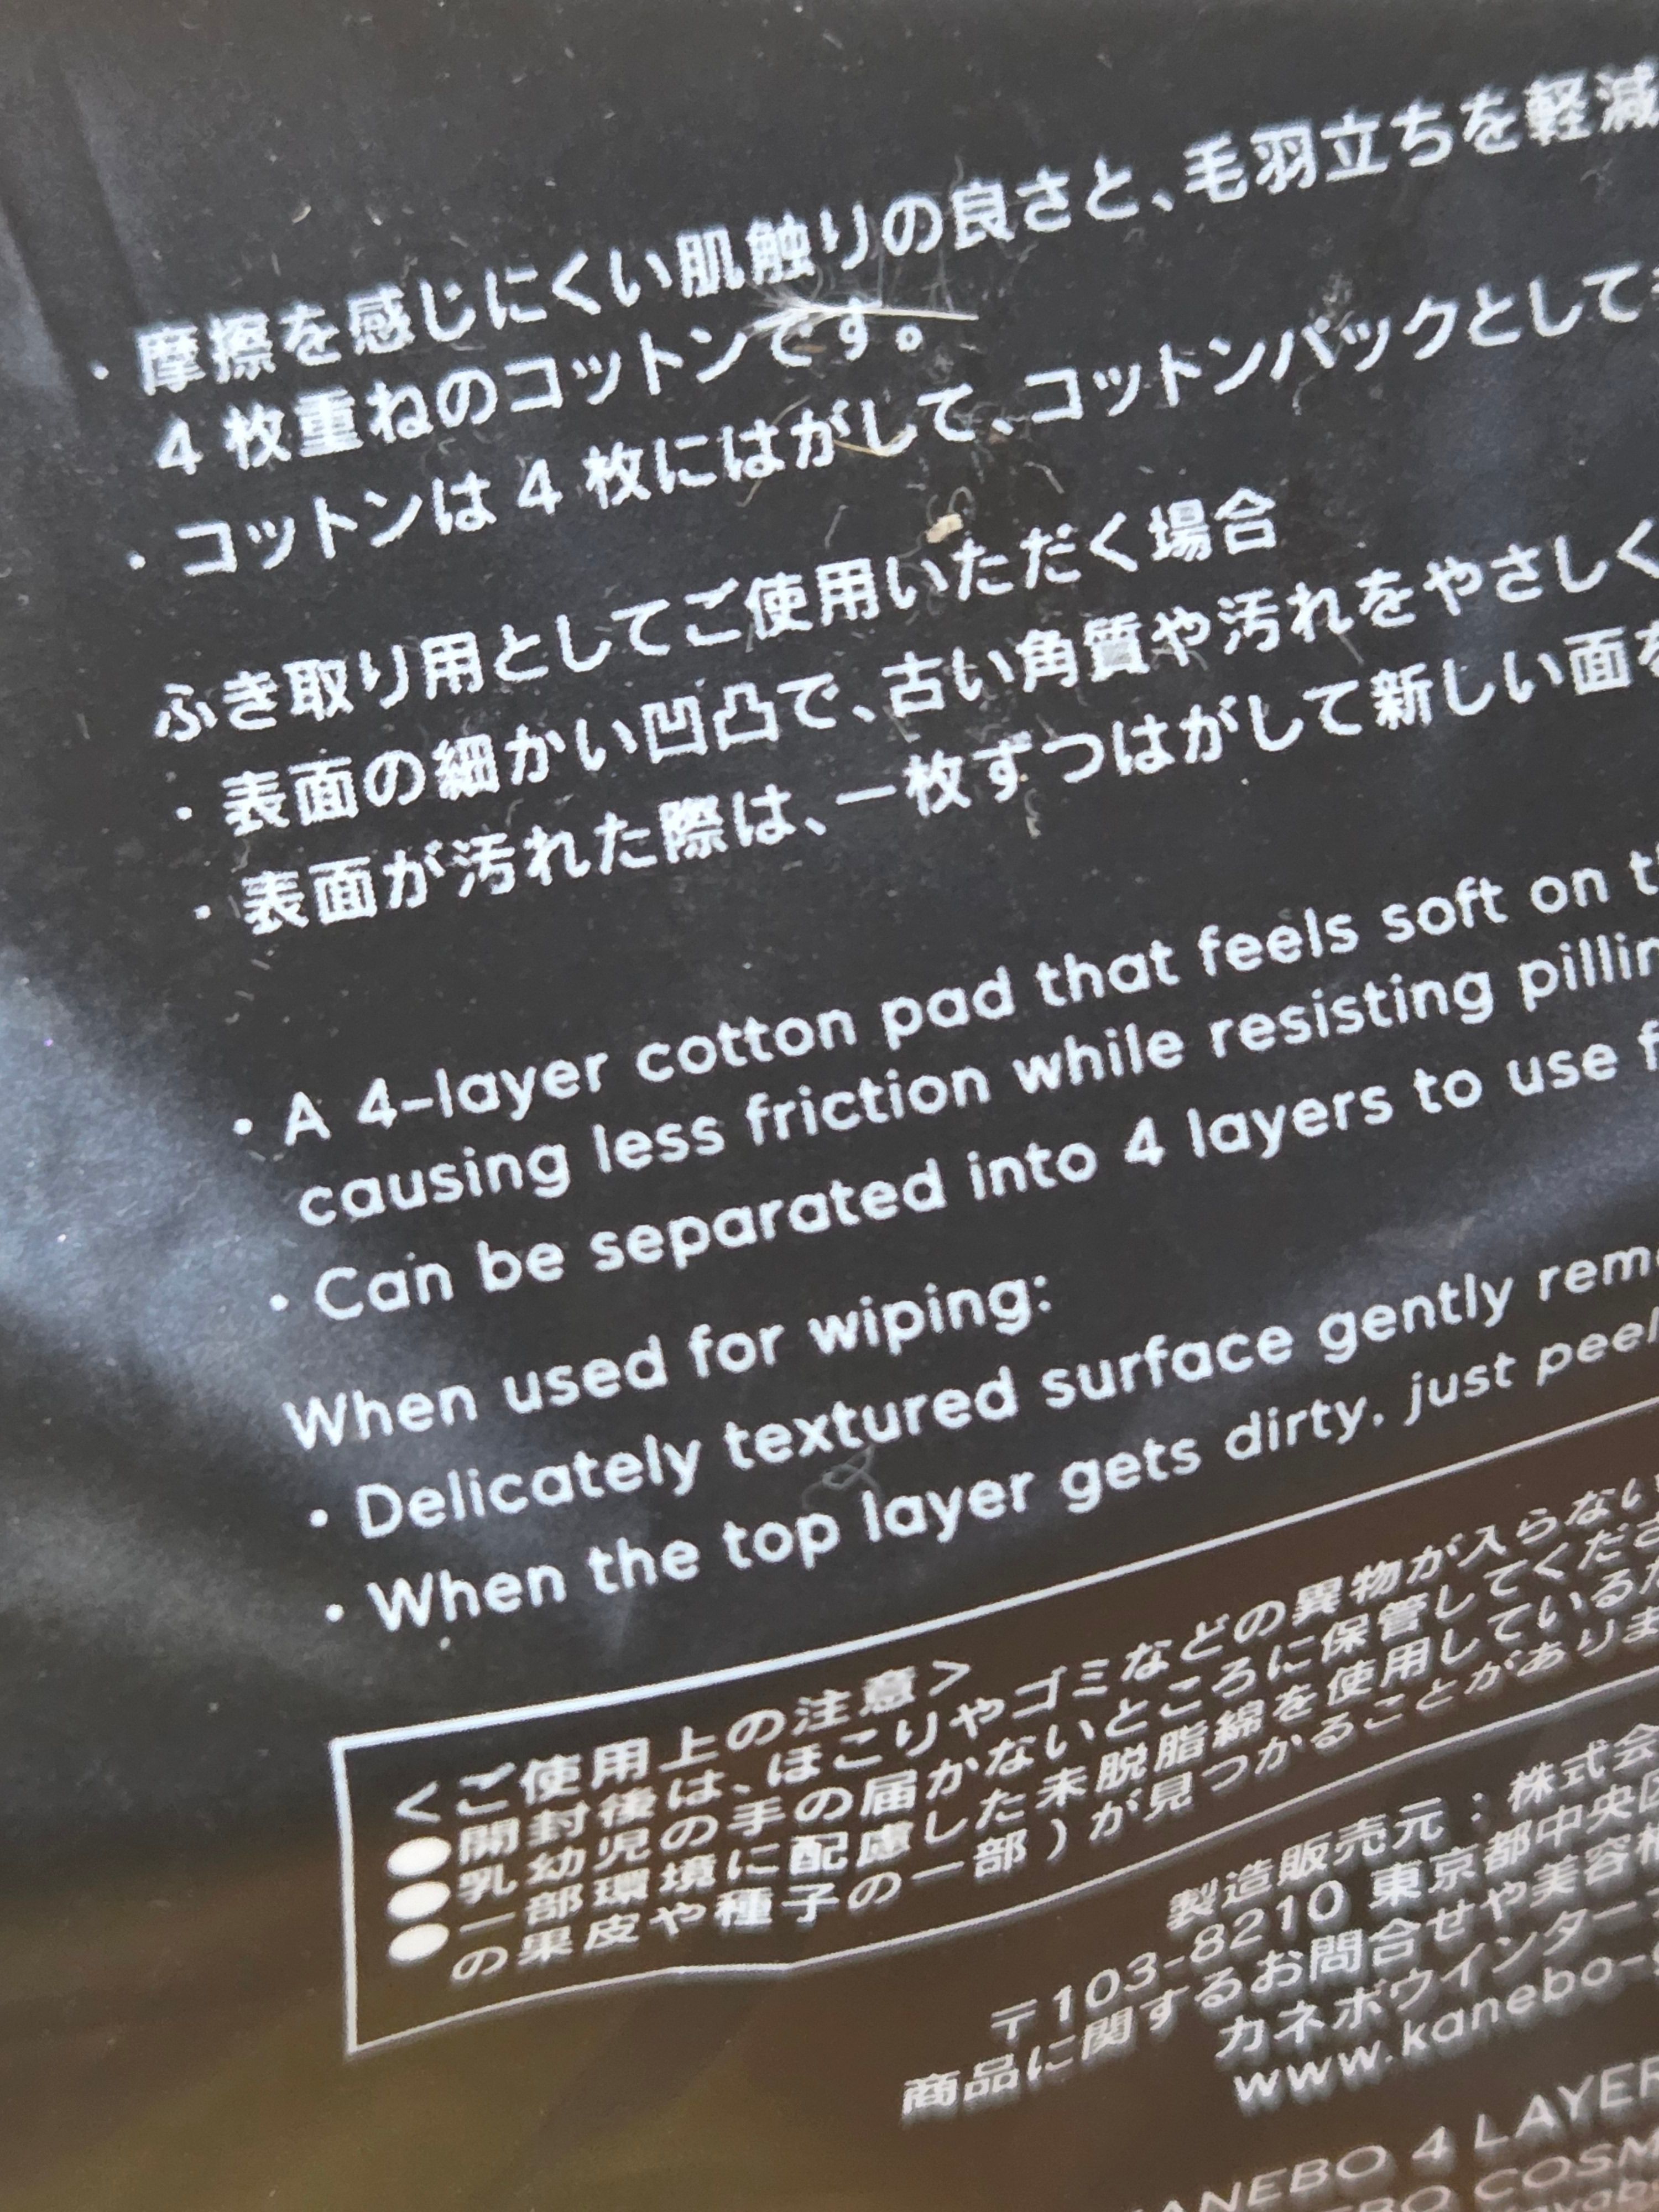 ・摩擦を感じにくい肌触りの良さと、毛羽立ちを軽減
4 枚重ねのコットンです。
・コットンは 4 枚にはがして、コットンパックとして
ふき取り用としてご使用いただく場合
・表面の細かい凹凸で、古い角質や汚れをやさしく
・表面が汚れた際は、一枚ずつはがして新しい面を
・A 4-layer cotton pad that feels soft on
causing less friction while resisting
・Can be separated into 4 layers to use
When used for wiping:
・Delicately textured surface gently
・When the top layer gets dirty, just peel
<ご使用上の注意>
●開封後は、ほこりやゴミなどの異物が入らない
●乳幼児の手の届かないところに保管してくださ
●一部環境に配慮した未脱脂綿を使用している
の果皮や種子の一部）が見つかることがありま
製造販売元：株式会
〒103-8210 東京都中央区
商品に関するお問合せや美容相
カネボウインター
www.kanebo-
ANEBO 4 LAYER
COSM